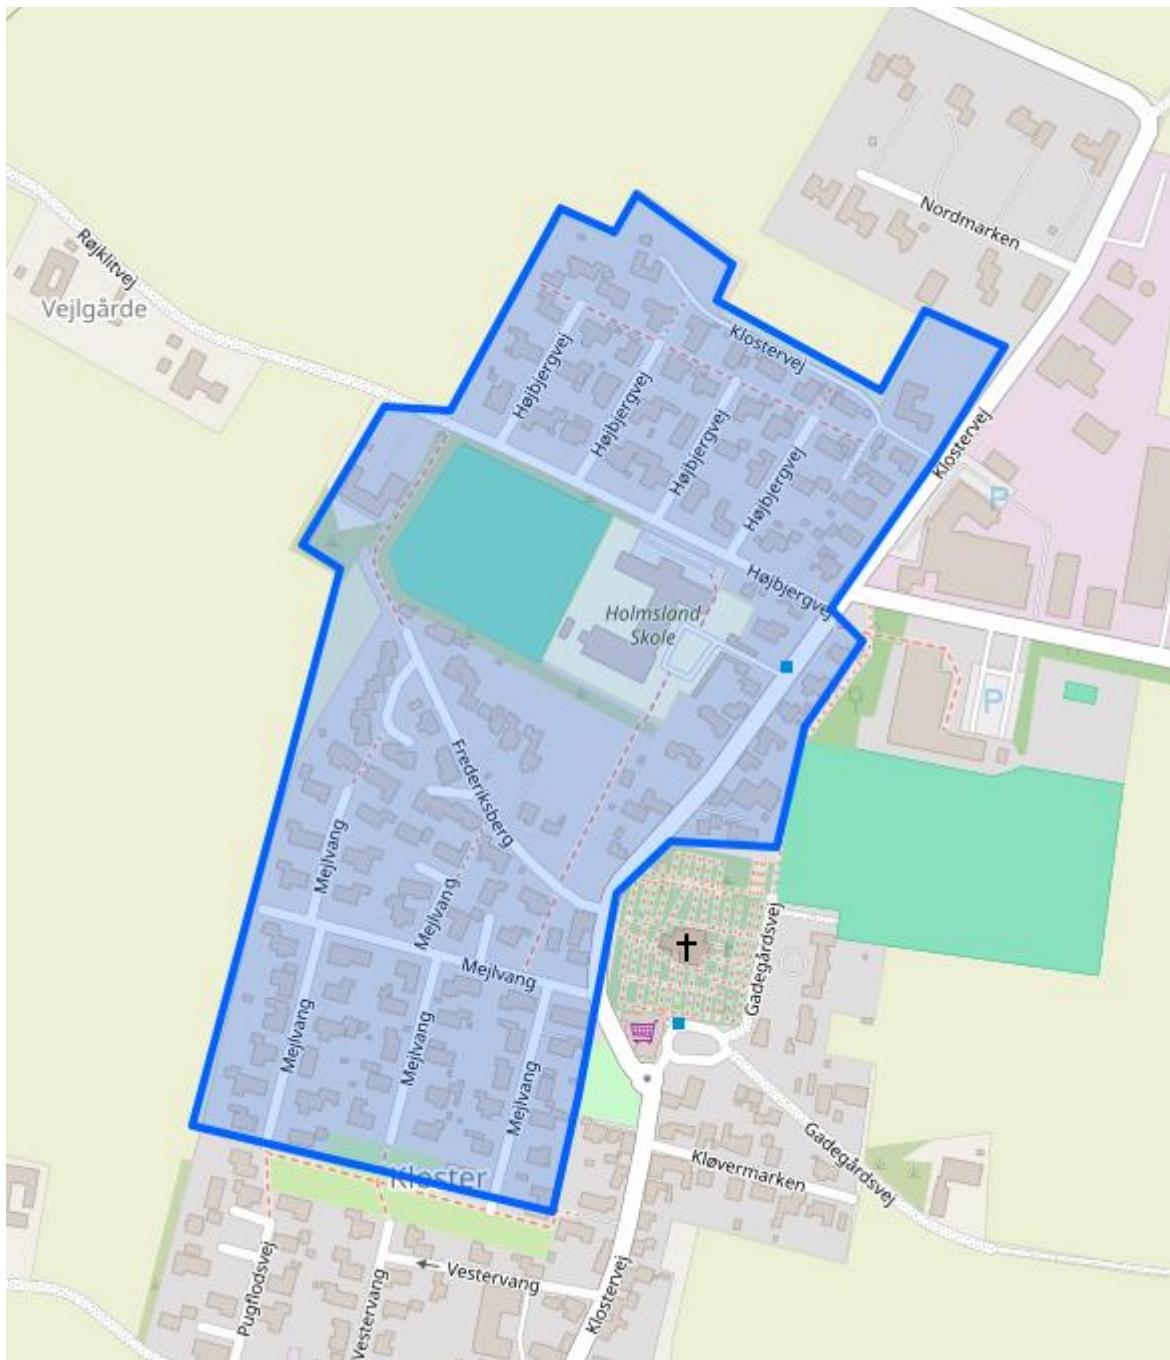 Nordmarken
Røjklitvej
Vejlgårde
Klostervej
Højbjergvej
Højbjergvej
Højbjergvej
Højbjergvej
Klostervej
P
Højbjergvej
Holmsland
Skole
P
Frederiksberg
Mejlvang
Mejlvang
Gadegårdsvej
Mejlvang
Mejlvang
Mejlvang
Mejlvang
Gadegårdsvej
Kløvermarken
Kloster
Vestervang
Pugflodsvej
Vestervang
Klostervej